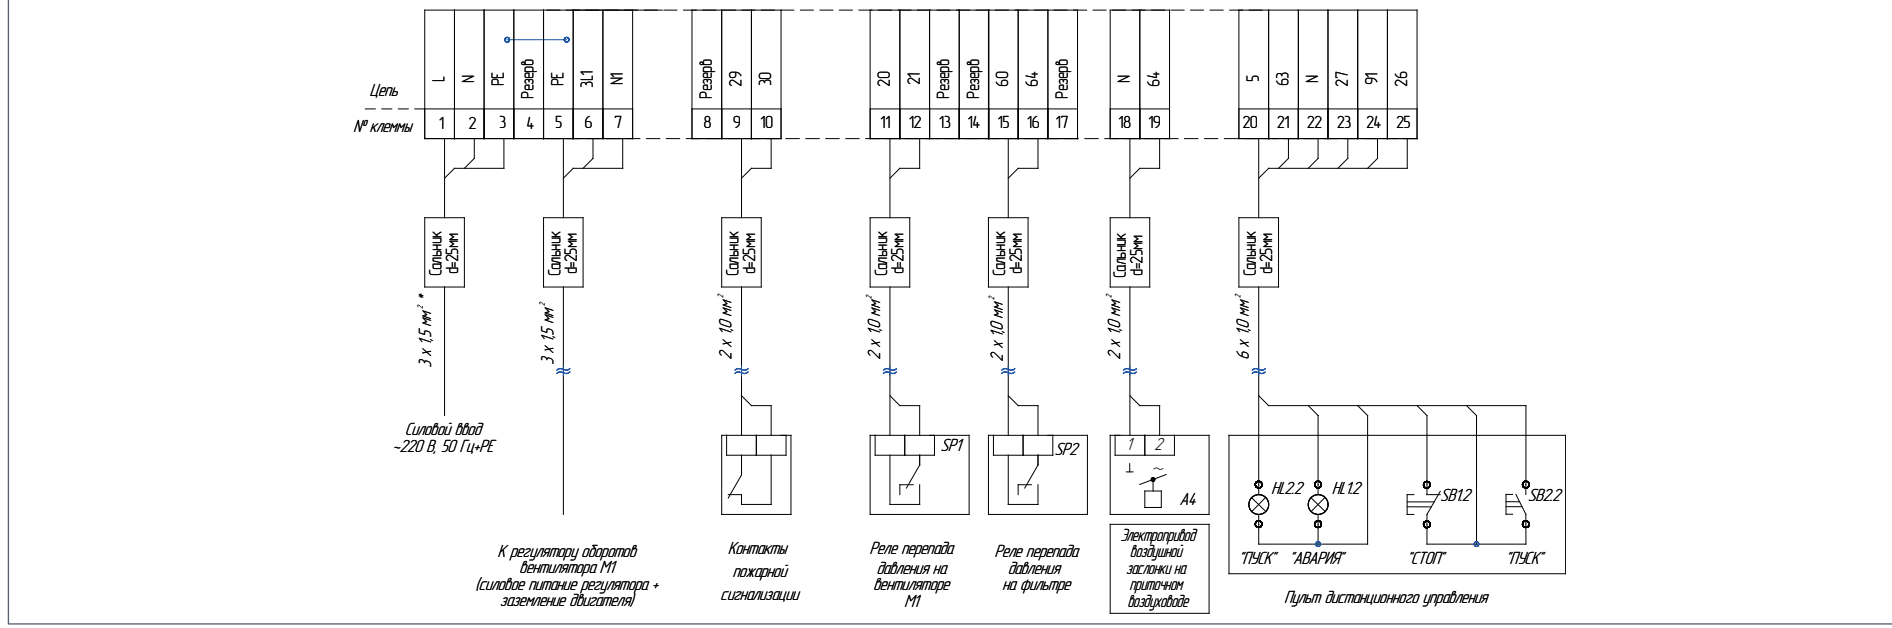 Цепь
L N PE Резерв PE 3L1 N1 Резерв 29 30 20 21 Резерв Резерв 60 64 Резерв N 64 5 63 N 27 91 26
№ клеммы 1 2 3 4 5 6 7 8 9 10 11 12 13 14 15 16 17 18 19 20 21 22 23 24 25
Сальник
d=25мм
Сальник
d=25мм
Сальник
d=25мм
Сальник
d=25мм
Сальник
d=25мм
Сальник
d=25мм
Сальник
d=25мм
3 х 1,5 мм² *
3 х 1,5 мм²
2 х 1,0 мм²
2 х 1,0 мм²
2 х 1,0 мм²
2 х 1,0 мм²
6 х 1,0 мм²
Силовой ввод
~220 В, 50 Гц+PE
SP1
SP2
1 2
⊥ ~
A4
HL2.2
HL1.2
SB1.2
SB2.2
"ПУСК"
"АВАРИЯ"
"СТОП"
"ПУСК"
К регулятору оборотов
вентилятора М1
(силовое питание регулятора +
заземление двигателя)
Контакты
пожарной
сигнализации
Реле перепада
давления на
вентиляторе
М1
Реле перепада
давления
на фильтре
Электропривод
воздушной
заслонки на
приточном
воздуховоде
Пульт дистанционного управления